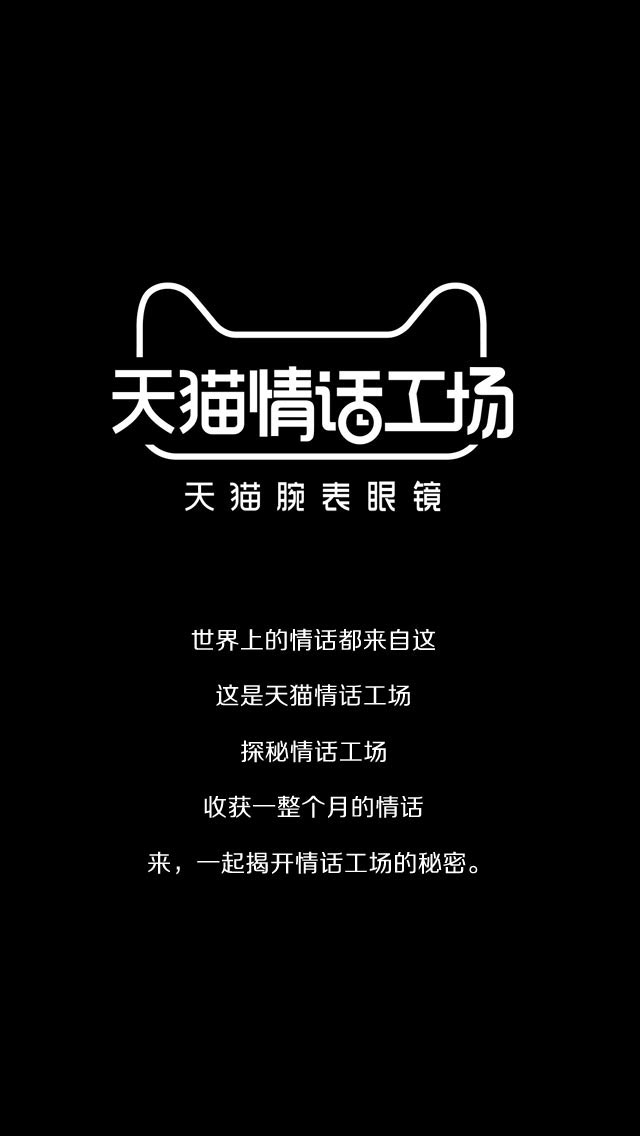 天猫情话工场
天猫腕表眼镜
世界上的情话都来自这
这是天猫情话工场
探秘情话工场
收获一整个月的情话
来，一起揭开情话工场的秘密。